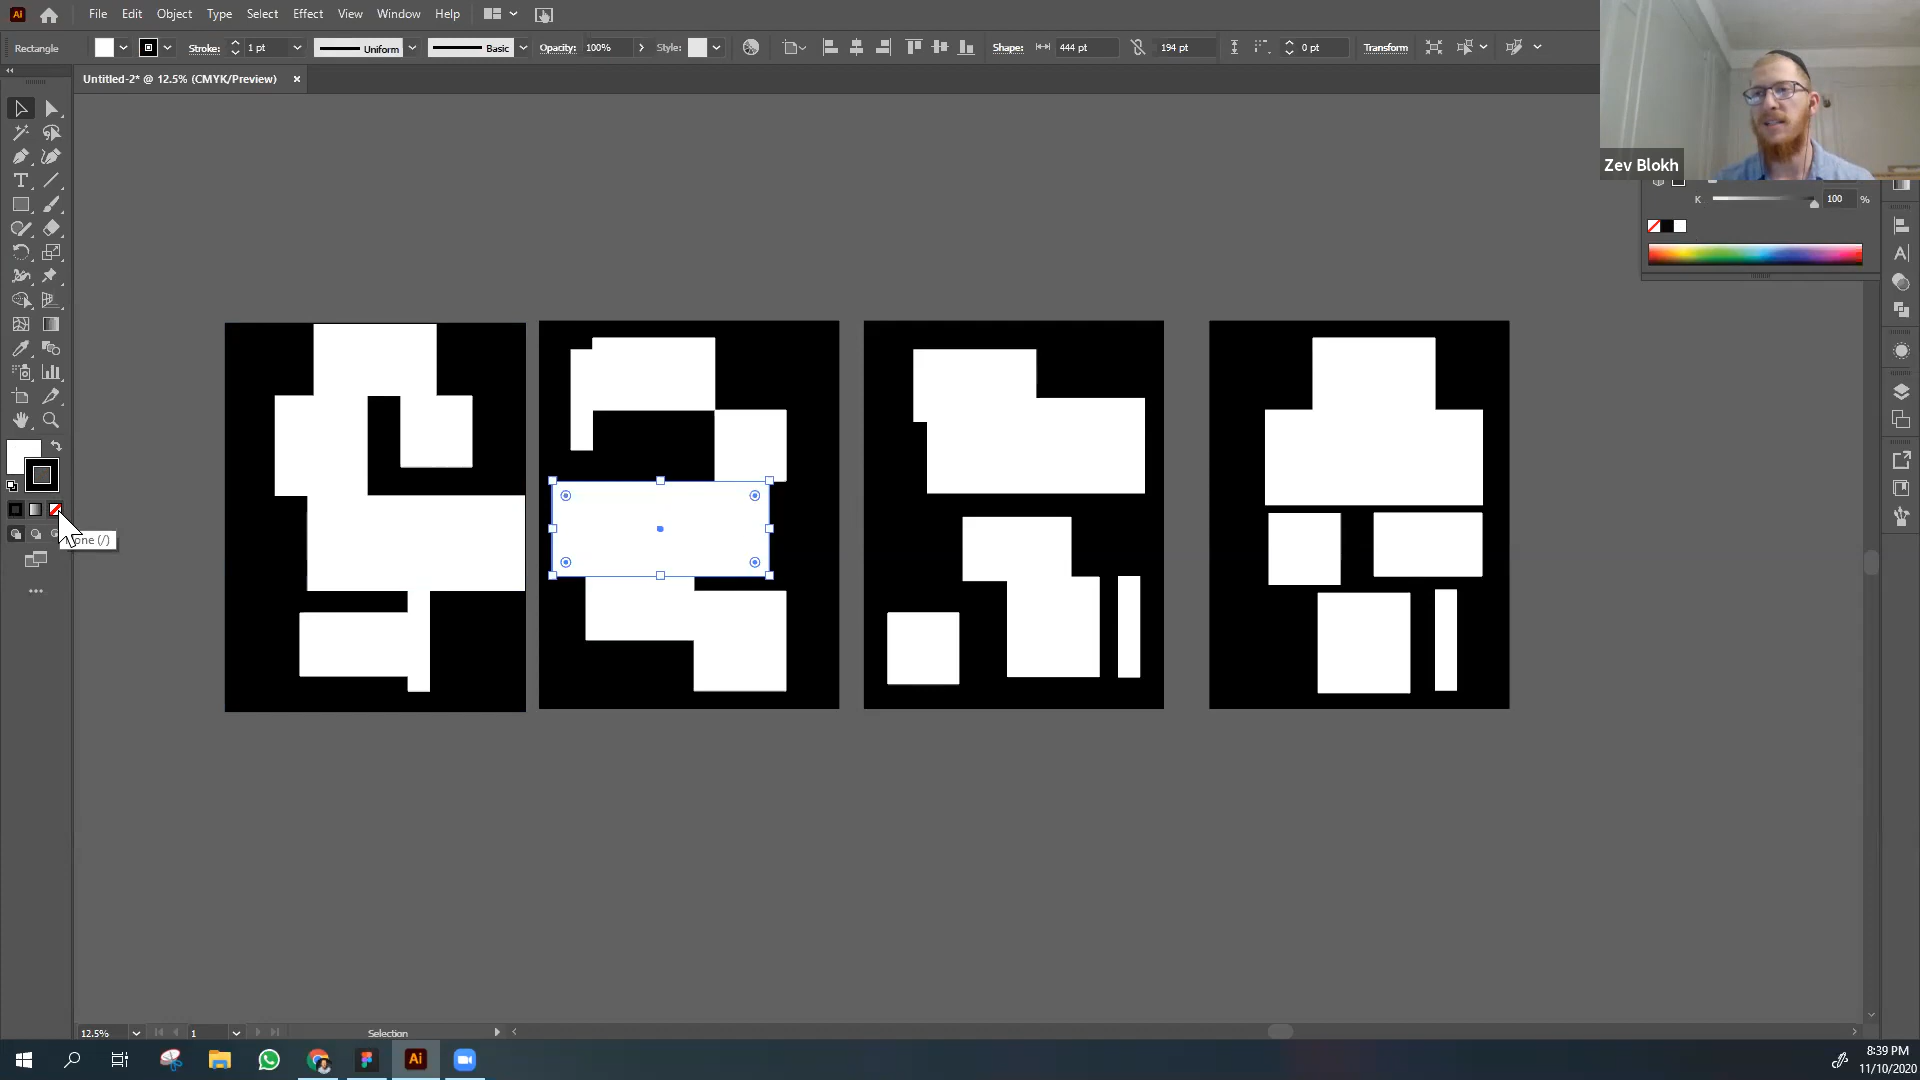 Ai File Edit Object Type Select Effect View Window Help
Rectangle Stroke: 1 pt Uniform Basic Opacity: 100% Style: Shape: 444 pt 194 pt 0 pt Transform
Untitled-2* @ 12.5% (CMYK/Preview) ×
Zev Blokh
K 100 %
None (/)
12.5% 1 Selection
Ai
8:39 PM
11/10/2020